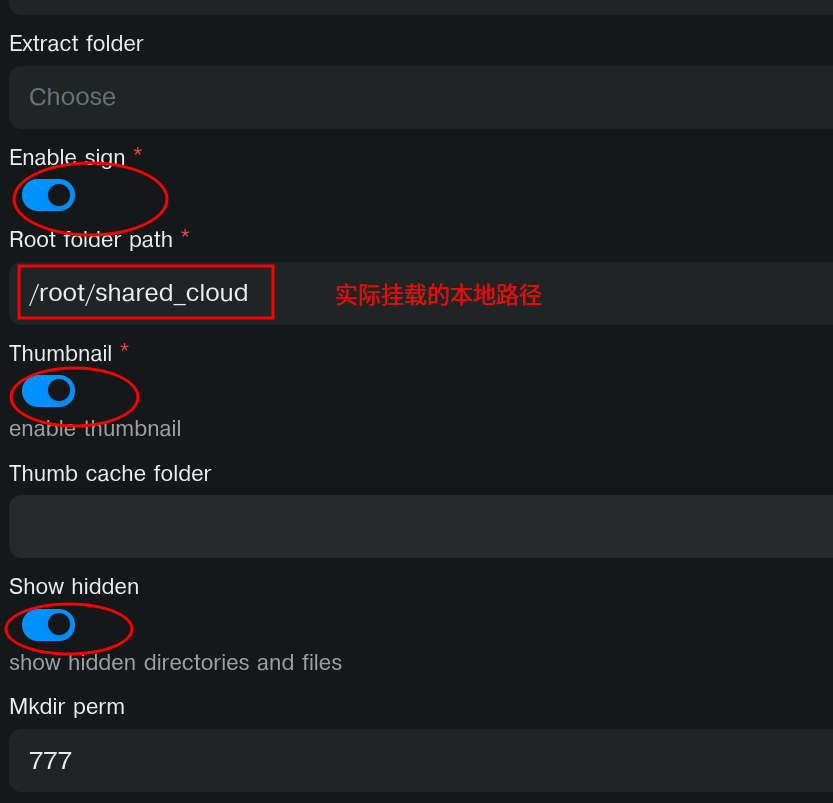 Extract folder
Choose
Enable sign *
Root folder path *
/root/shared_cloud
实际挂载的本地路径
Thumbnail *
enable thumbnail
Thumb cache folder
Show hidden
show hidden directories and files
Mkdir perm
777